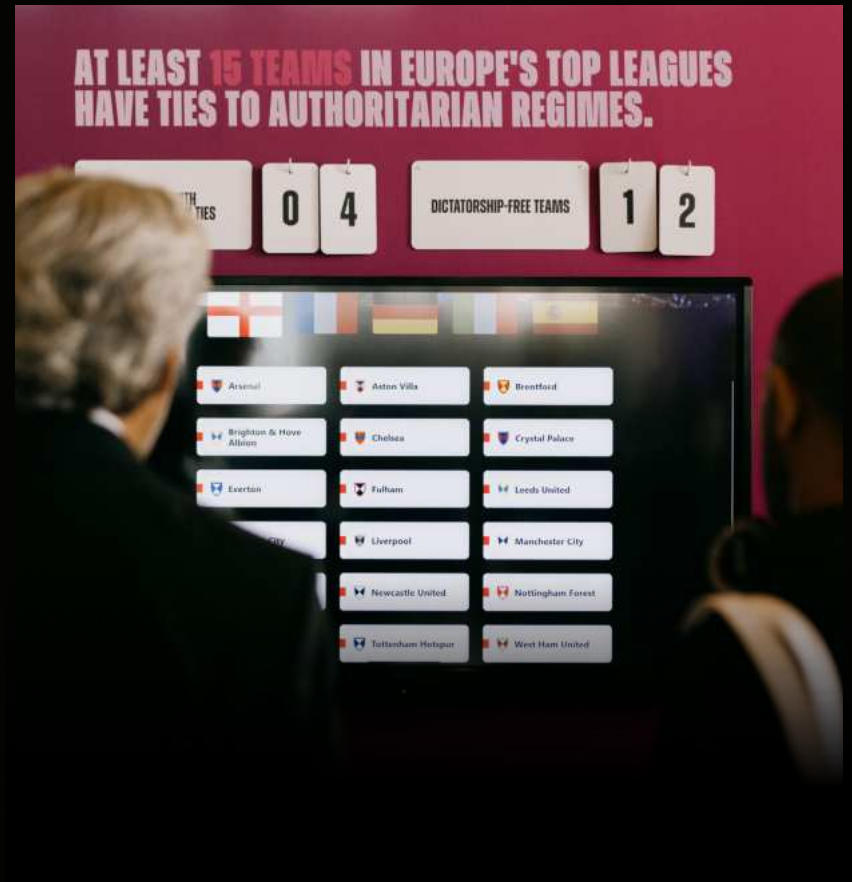 AT LEAST 15 TEAMS IN EUROPE'S TOP LEAGUES
HAVE TIES TO AUTHORITARIAN REGIMES.
0 4
DICTATORSHIP-FREE TEAMS
1 2
Arsenal
Aston Villa
Brentford
Brighton & Hove
Albion
Chelsea
Crystal Palace
Everton
Fulham
Leeds United
City
Liverpool
Manchester City
Newcastle United
Nottingham Forest
Tottenham Hotspur
West Ham United